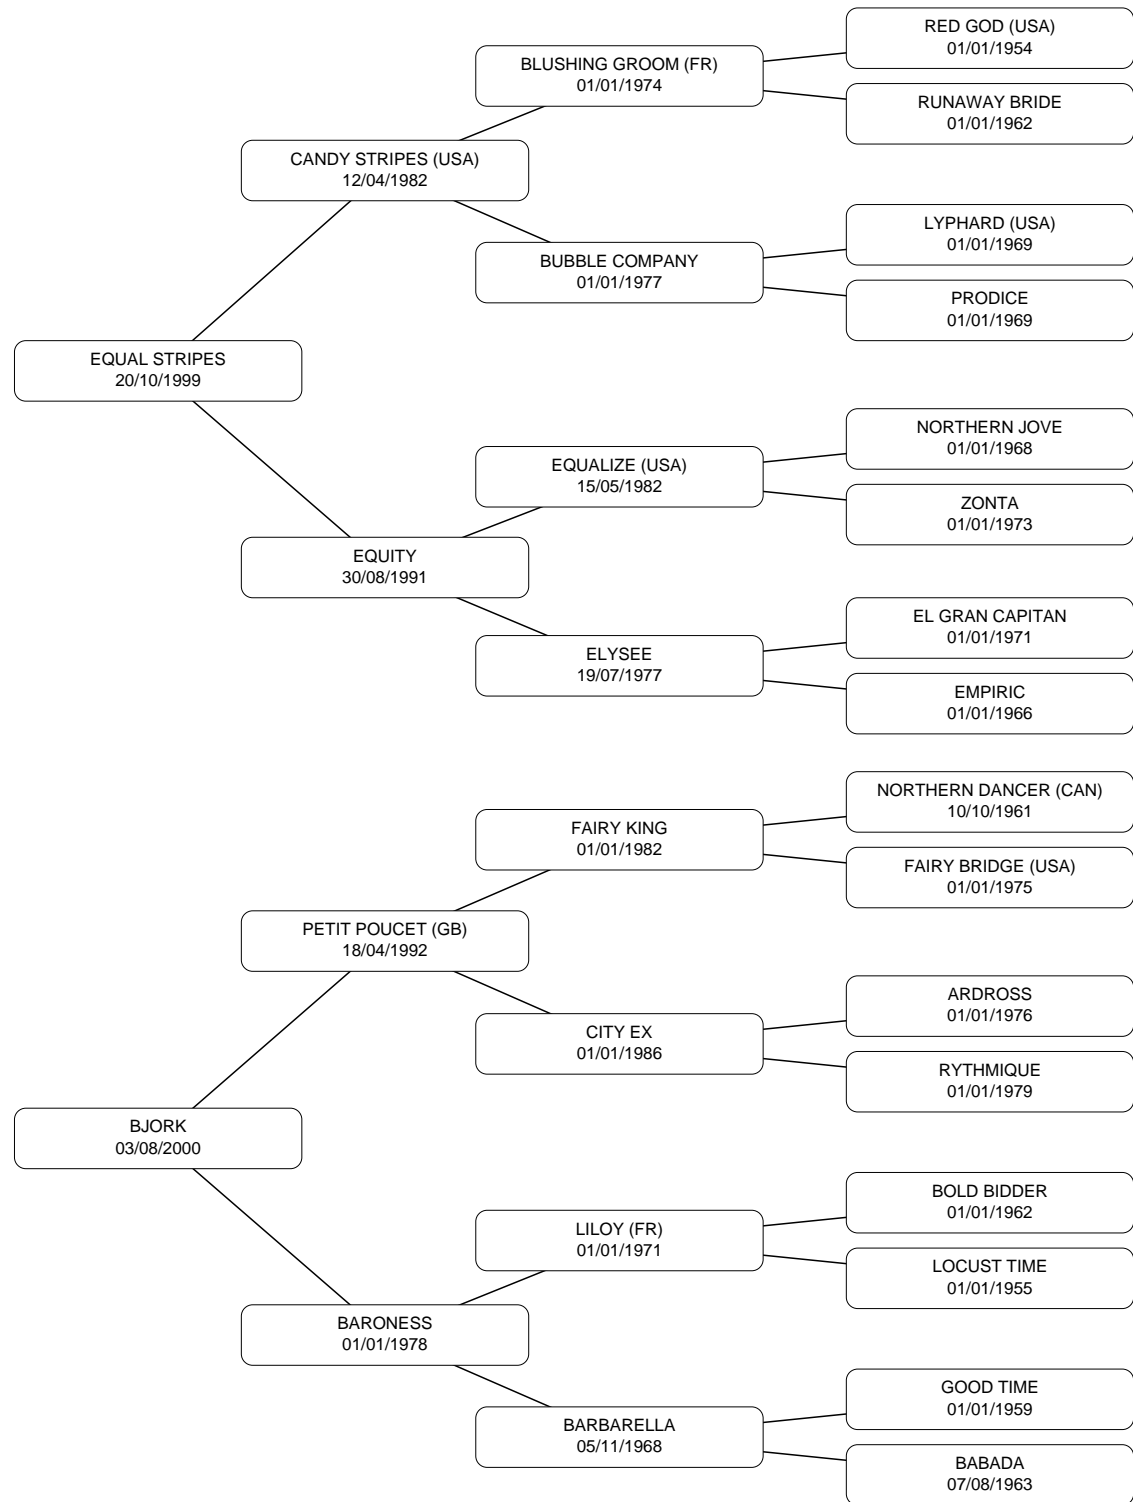 RED GOD (USA)
01/01/1954
BLUSHING GROOM (FR)
01/01/1974
RUNAWAY BRIDE
01/01/1962
CANDY STRIPES (USA)
12/04/1982
LYPHARD (USA)
01/01/1969
BUBBLE COMPANY
01/01/1977
PRODICE
01/01/1969
EQUAL STRIPES
20/10/1999
NORTHERN JOVE
01/01/1968
EQUALIZE (USA)
15/05/1982
ZONTA
01/01/1973
EQUITY
30/08/1991
EL GRAN CAPITAN
01/01/1971
ELYSEE
19/07/1977
EMPIRIC
01/01/1966
NORTHERN DANCER (CAN)
10/10/1961
FAIRY KING
01/01/1982
FAIRY BRIDGE (USA)
01/01/1975
PETIT POUCET (GB)
18/04/1992
ARDROSS
01/01/1976
CITY EX
01/01/1986
RYTHMIQUE
01/01/1979
BJORK
03/08/2000
BOLD BIDDER
01/01/1962
LILOY (FR)
01/01/1971
LOCUST TIME
01/01/1955
BARONESS
01/01/1978
GOOD TIME
01/01/1959
BARBARELLA
05/11/1968
BABADA
07/08/1963